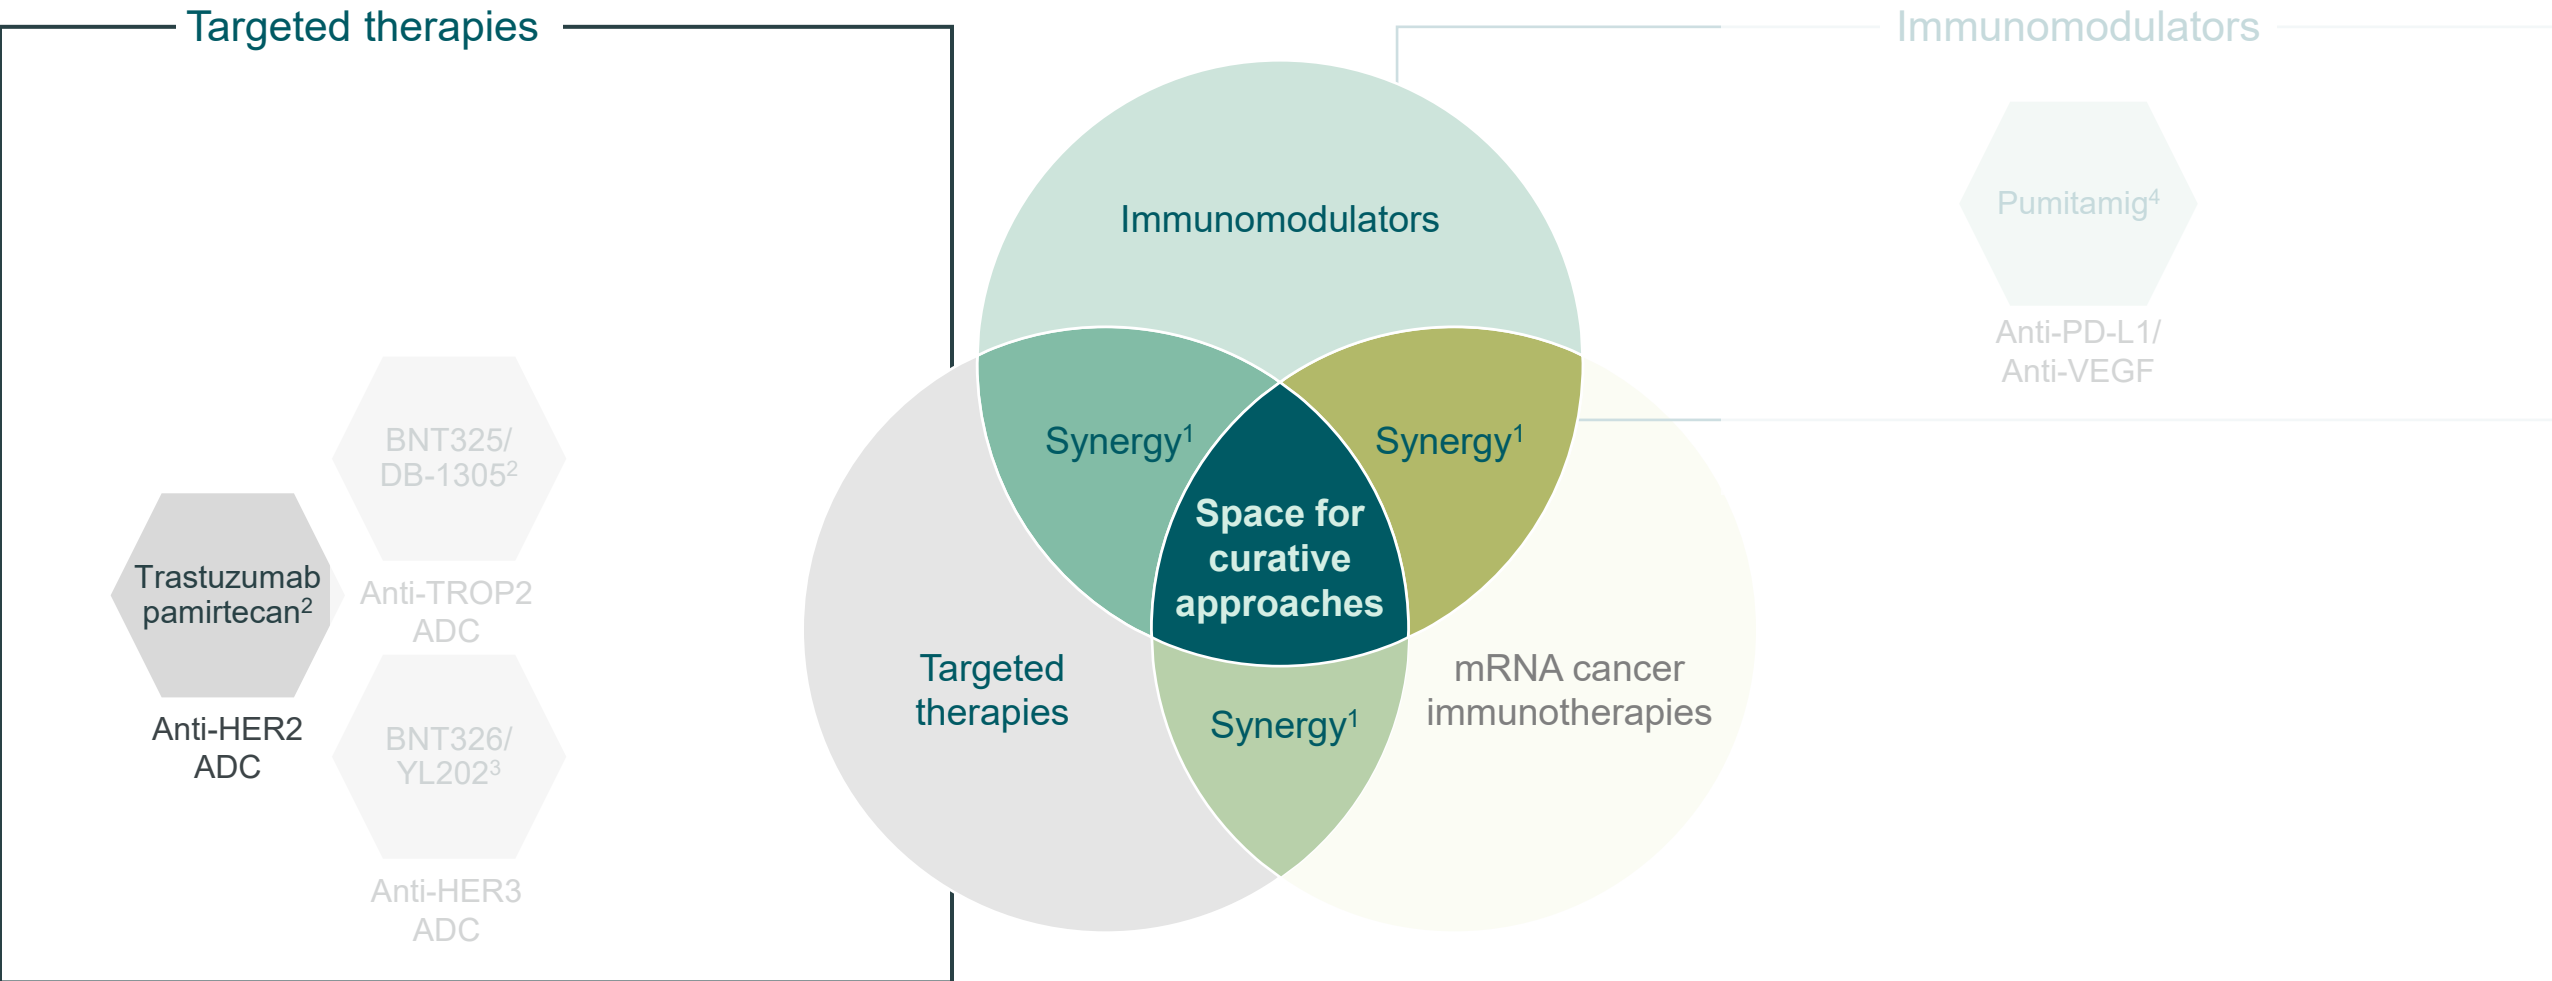 Targeted therapies
BNT325/
DB-1305²
Anti-TROP2
ADC
Trastuzumab
pamirtecan²
Anti-HER2
ADC
BNT326/
YL202³
Anti-HER3
ADC
Immunomodulators
Synergy¹
Synergy¹
Space for
curative
approaches
Targeted
therapies
mRNA cancer
immunotherapies
Synergy¹
Immunomodulators
Pumitamig⁴
Anti-PD-L1/
Anti-VEGF